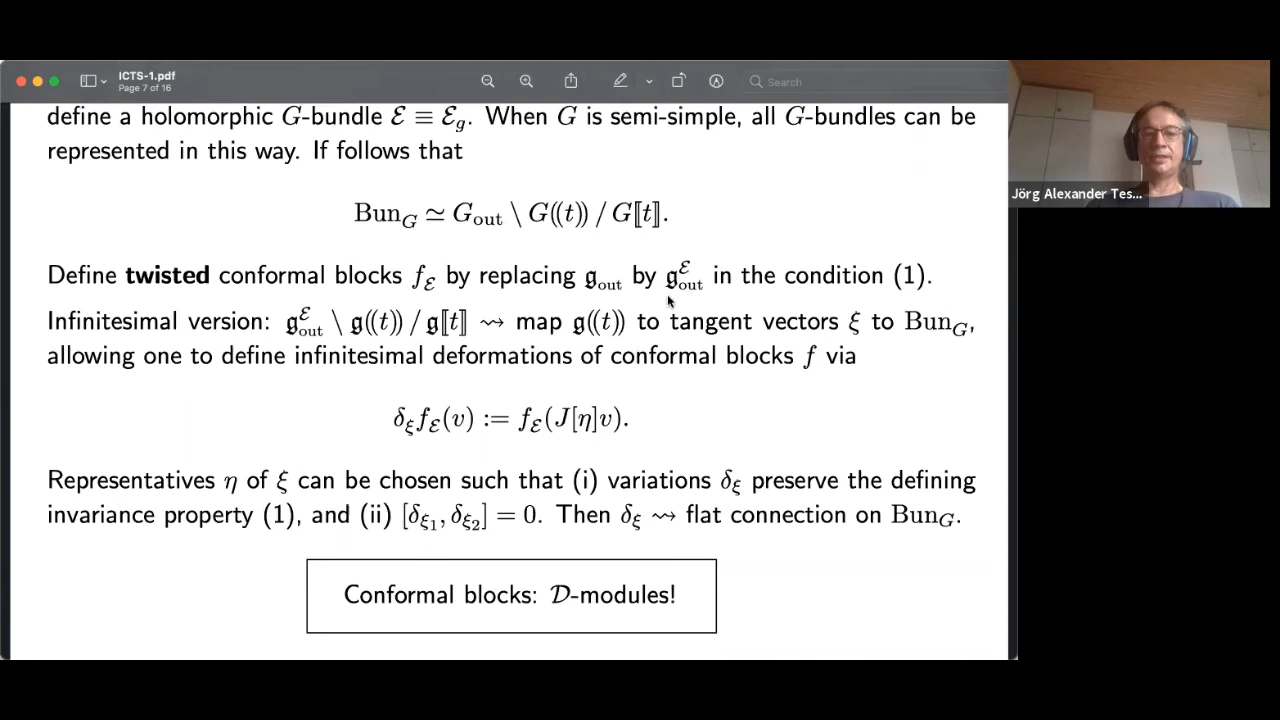 ICTS-1.pdf
Page 7 of 16
Search
define a holomorphic G-bundle ℰ ≡ ℰ_g. When G is semi-simple, all G-bundles can be
represented in this way. If follows that
Bun_G ≃ G_out \ G((t)) / G[[t]].
Define twisted conformal blocks f_ℰ by replacing 𝔤_out by 𝔤^ℰ_out in the condition (1).
Infinitesimal version: 𝔤^ℰ_out \ 𝔤((t)) / 𝔤[[t]] ⇝ map 𝔤((t)) to tangent vectors ξ to Bun_G,
allowing one to define infinitesimal deformations of conformal blocks f via
δ_ξ f_ℰ(v) := f_ℰ(J[η]v).
Representatives η of ξ can be chosen such that (i) variations δ_ξ preserve the defining
invariance property (1), and (ii) [δ_ξ₁, δ_ξ₂] = 0. Then δ_ξ ⇝ flat connection on Bun_G.
Conformal blocks: 𝒟-modules!
Jörg Alexander Tes...